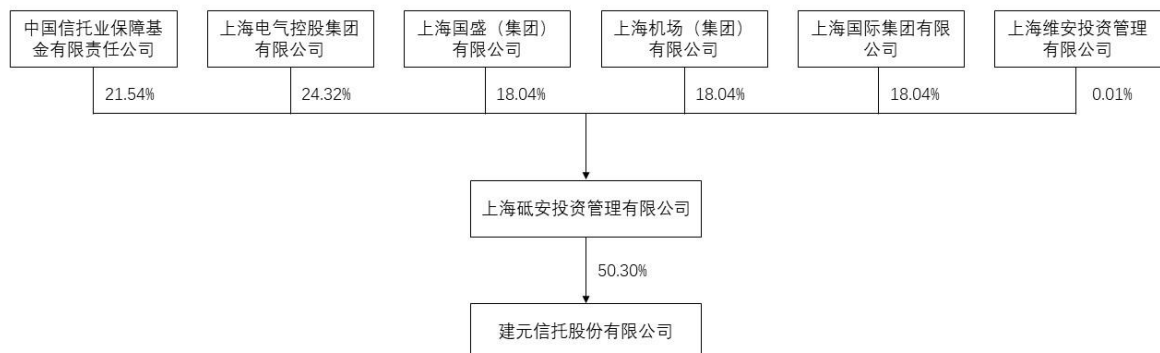 中国信托业保障基
金有限责任公司
上海电气控股集团
有限公司
上海国盛（集团）
有限公司
上海机场（集团）
有限公司
上海国际集团有限
公司
上海维安投资管理
有限公司
21.54%
24.32%
18.04%
18.04%
18.04%
0.01%
上海砥安投资管理有限公司
50.30%
建元信托股份有限公司